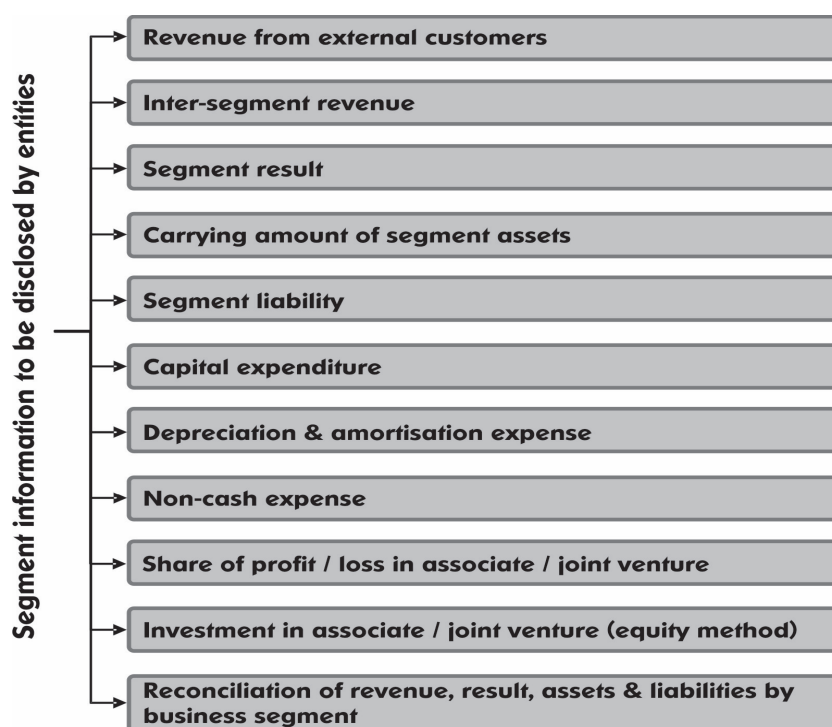 Segment information to be disclosed by entities
Revenue from external customers
Inter-segment revenue
Segment result
Carrying amount of segment assets
Segment liability
Capital expenditure
Depreciation & amortisation expense
Non-cash expense
Share of profit / loss in associate / joint venture
Investment in associate / joint venture (equity method)
Reconciliation of revenue, result, assets & liabilities by
business segment